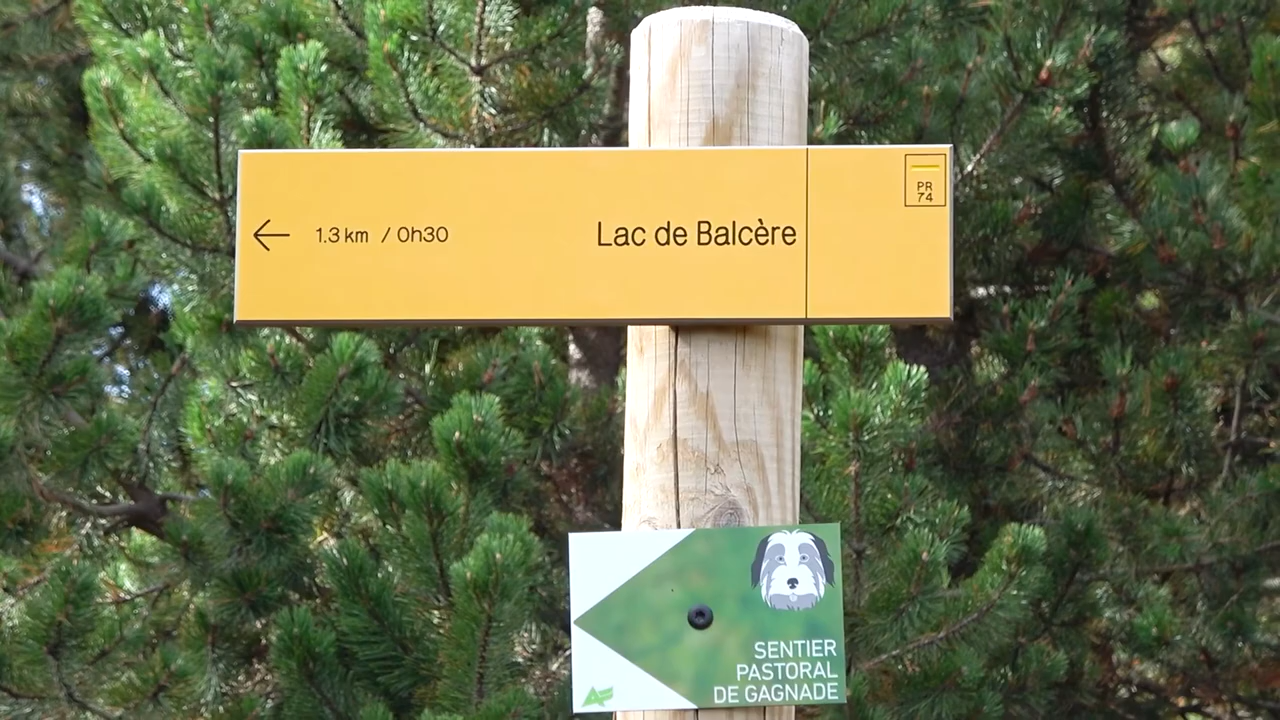 PR
74
1.3 km / 0h30 Lac de Balcère
SENTIER
PASTORAL
DE GAGNADE